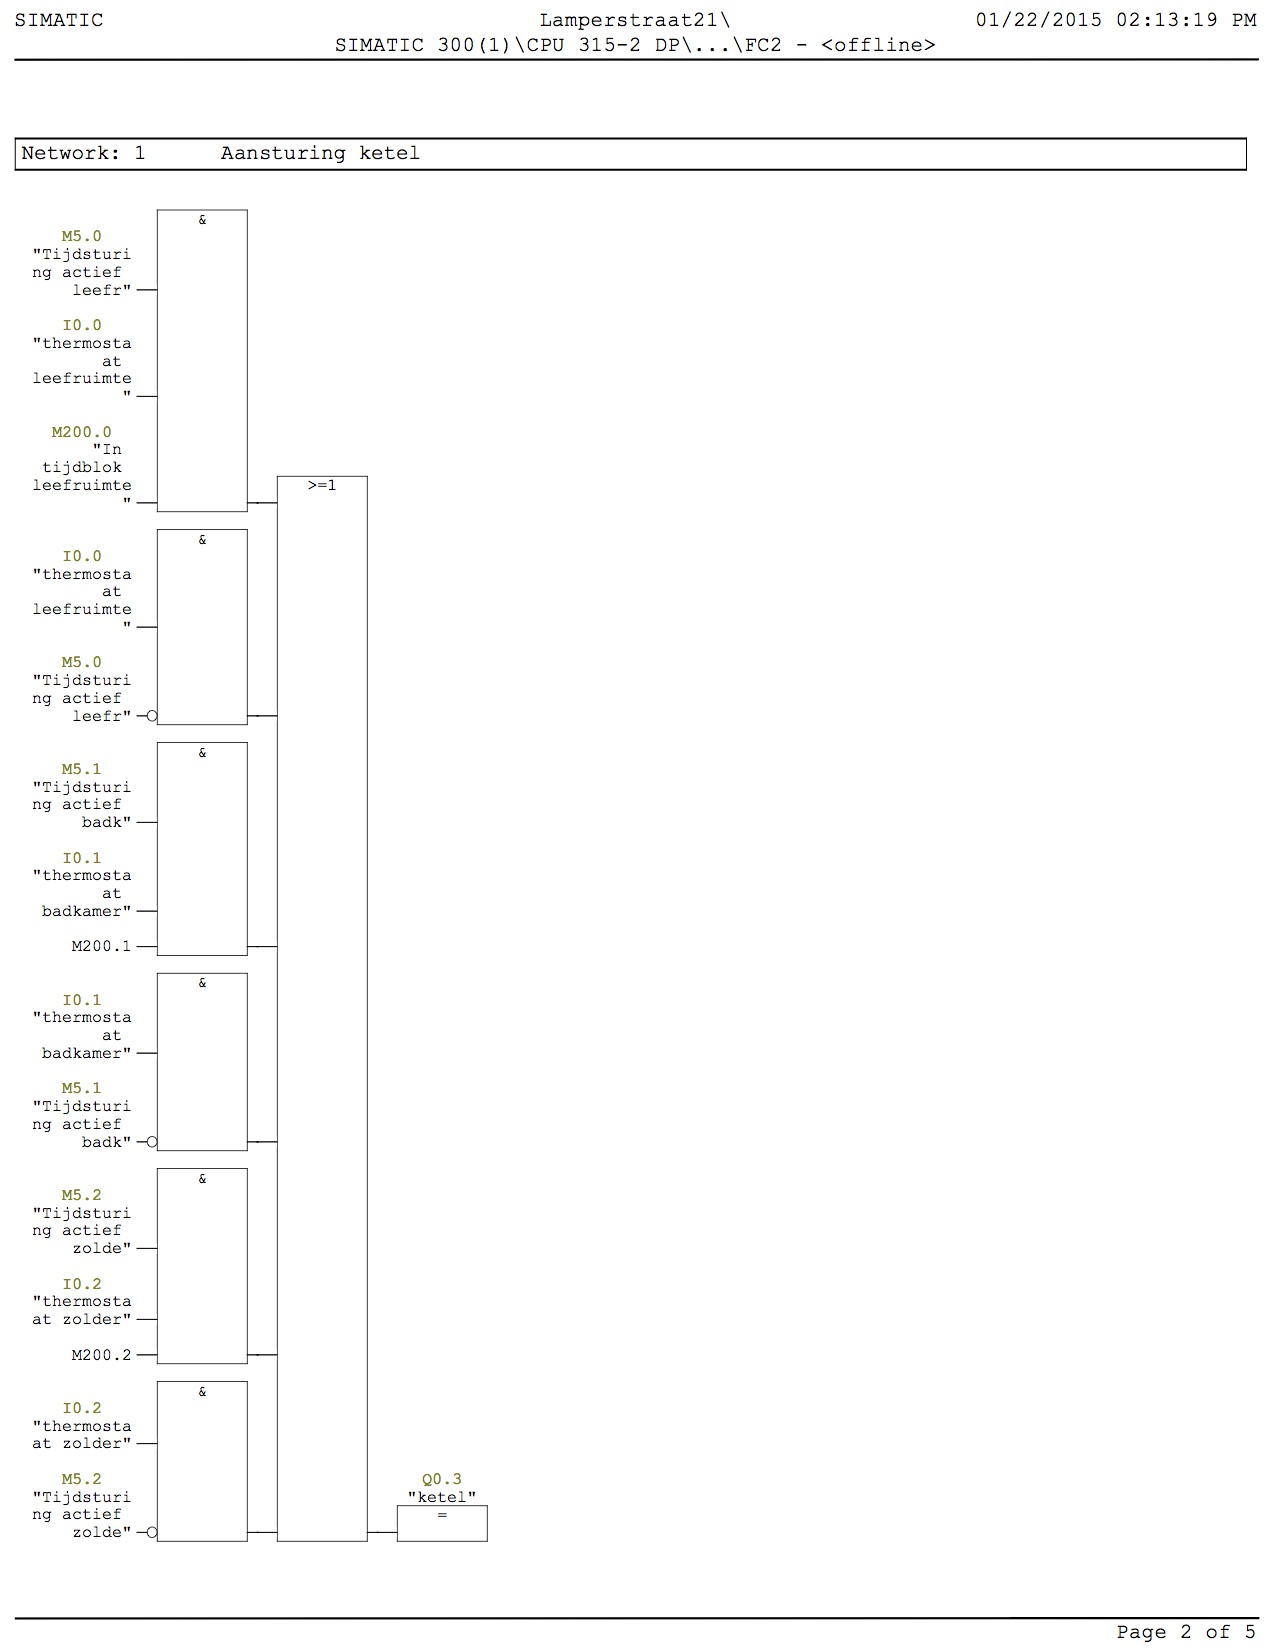 SIMATIC Lamperstraat21\ 01/22/2015 02:13:19 PM
SIMATIC 300(1)\CPU 315-2 DP\...\FC2 - <offline>
Network: 1 Aansturing ketel
&
M5.0
"Tijdsturi
ng actief
leefr"
I0.0
"thermosta
at
leefruimte
"
M200.0
"In
tijdblok
leefruimte
"
>=1
&
I0.0
"thermosta
at
leefruimte
"
M5.0
"Tijdsturi
ng actief
leefr"
&
M5.1
"Tijdsturi
ng actief
badk"
I0.1
"thermosta
at
badkamer"
M200.1
&
I0.1
"thermosta
at
badkamer"
M5.1
"Tijdsturi
ng actief
badk"
&
M5.2
"Tijdsturi
ng actief
zolde"
I0.2
"thermosta
at zolder"
M200.2
&
I0.2
"thermosta
at zolder"
M5.2
"Tijdsturi
ng actief
zolde"
Q0.3
"ketel"
=
Page 2 of 5